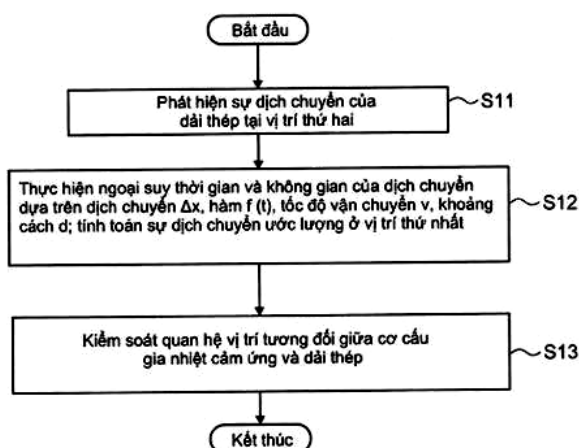 Bắt đầu
Phát hiện sự dịch chuyển của
dải thép tại vị trí thứ hai
S11
Thực hiện ngoại suy thời gian và không gian của dịch chuyển
dựa trên dịch chuyển Δx, hàm f (t), tốc độ vận chuyển v, khoảng
cách d; tính toán sự dịch chuyển ước lượng ở vị trí thứ nhất
S12
Kiểm soát quan hệ vị trí tương đối giữa cơ cấu
gia nhiệt cảm ứng và dải thép
S13
Kết thúc